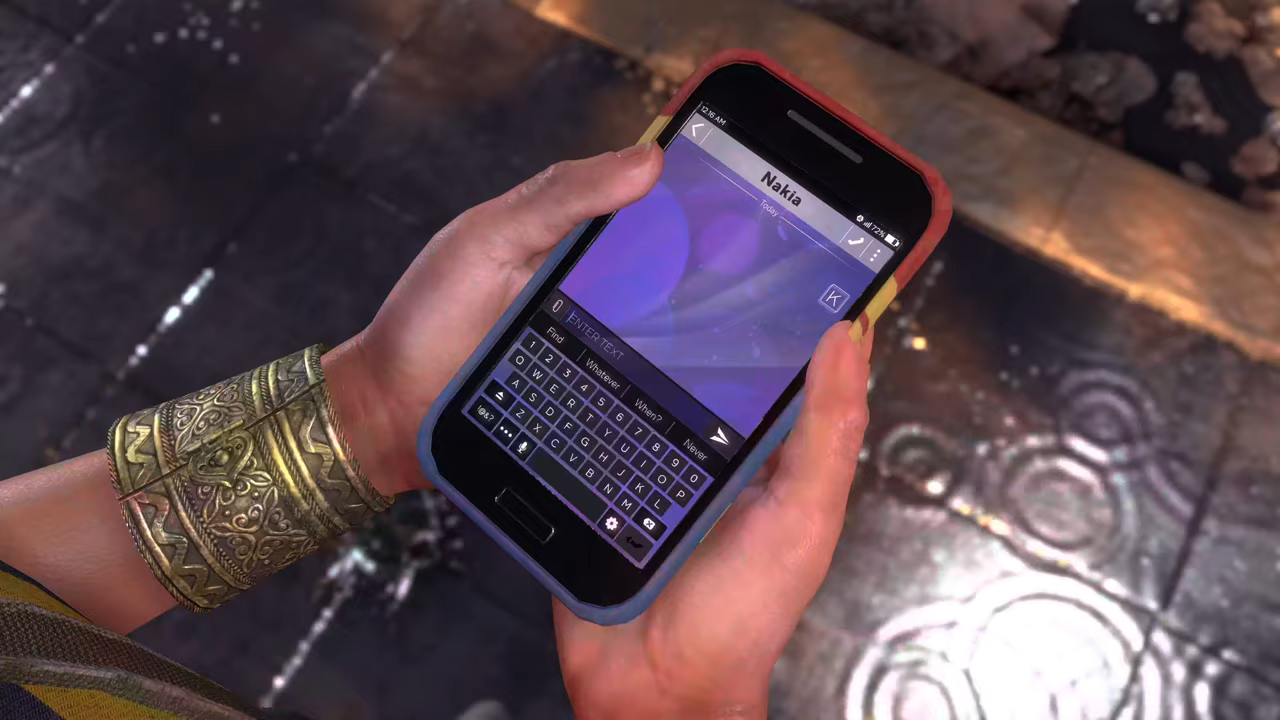 12:16 AM
72%
Nakia
Today
K
ENTER TEXT
Find
Whatever
When?
Never
1 2 3 4 5 6 7 8 9 0
Q W E R T Y U I O P
A S D F G H J K L
Z X C V B N M
!@&?